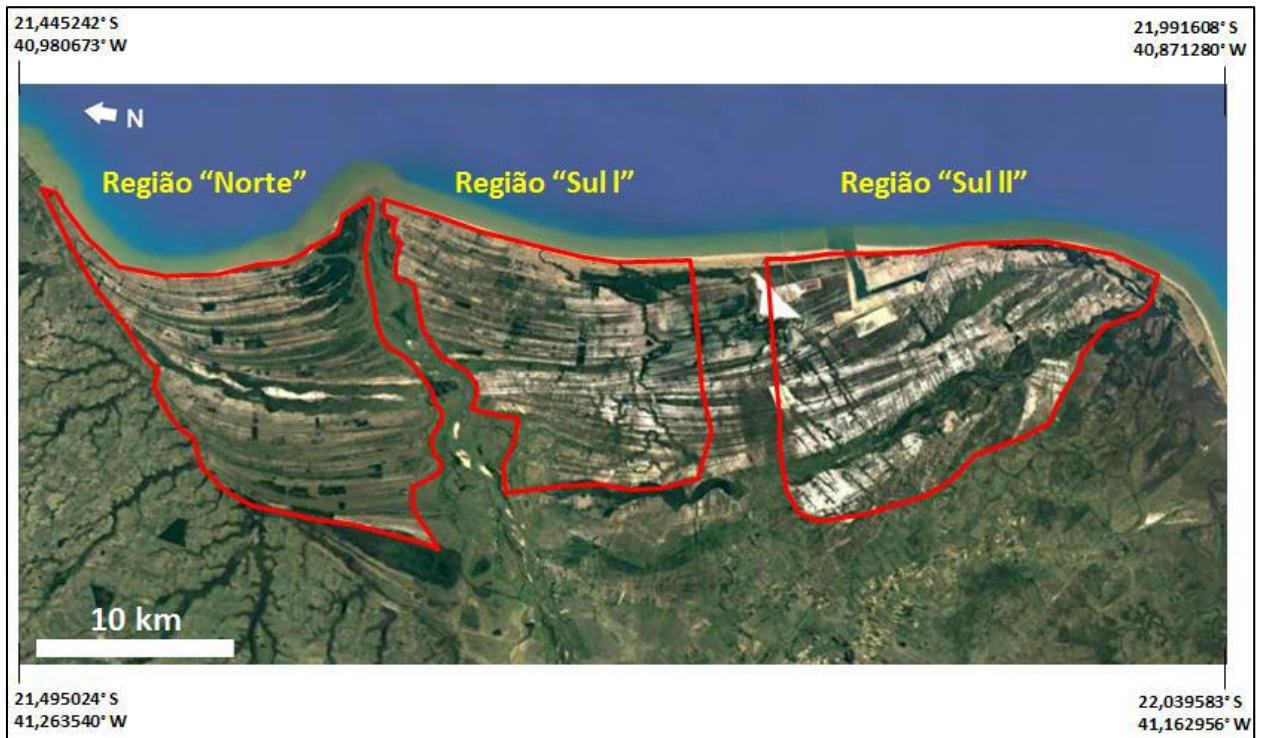 21,445242° S
40,980673° W
21,991608° S
40,871280° W
N
Região “Norte”
Região “Sul I”
Região “Sul II”
10 km
21,495024° S
41,263540° W
22,039583° S
41,162956° W